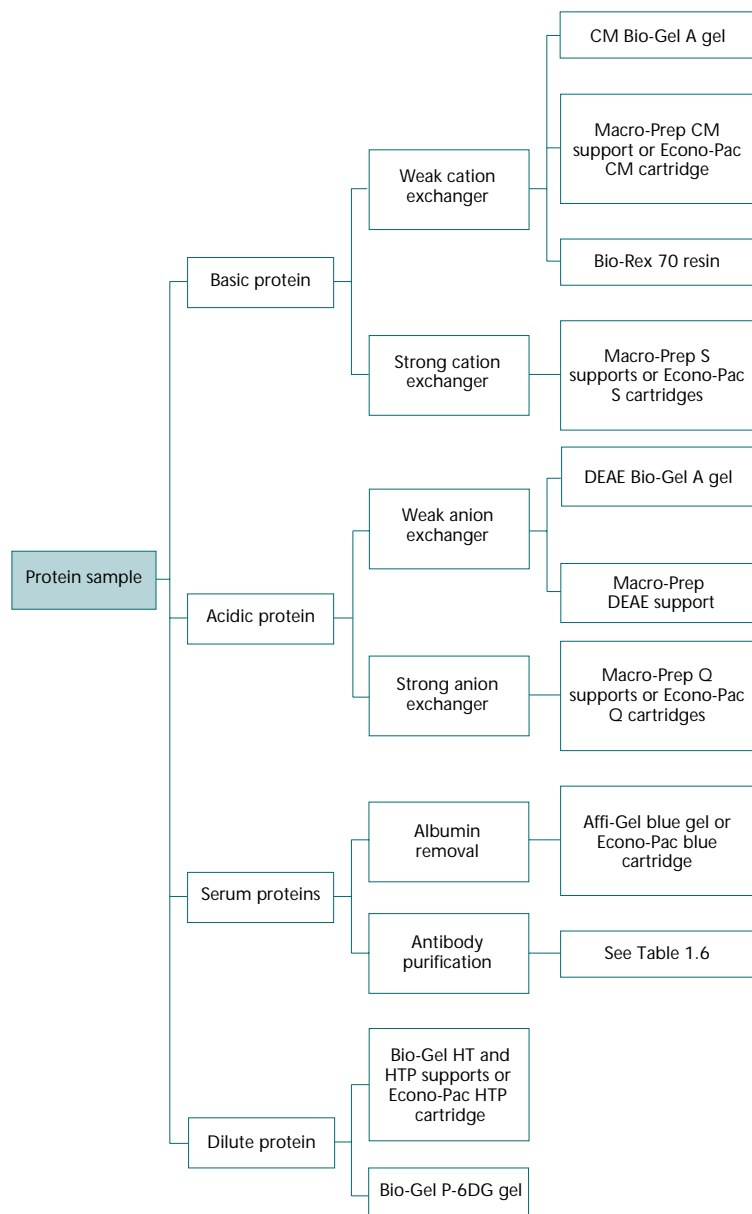 Protein sample
Basic protein
Weak cation
exchanger
CM Bio-Gel A gel
Macro-Prep CM
support or Econo-Pac
CM cartridge
Bio-Rex 70 resin
Strong cation
exchanger
Macro-Prep S
supports or Econo-Pac
S cartridges
Acidic protein
Weak anion
exchanger
DEAE Bio-Gel A gel
Macro-Prep
DEAE support
Strong anion
exchanger
Macro-Prep Q
supports or Econo-Pac
Q cartridges
Serum proteins
Albumin
removal
Affi-Gel blue gel or
Econo-Pac blue
cartridge
Antibody
purification
See Table 1.6
Dilute protein
Bio-Gel HT and
HTP supports or
Econo-Pac HTP
cartridge
Bio-Gel P-6DG gel